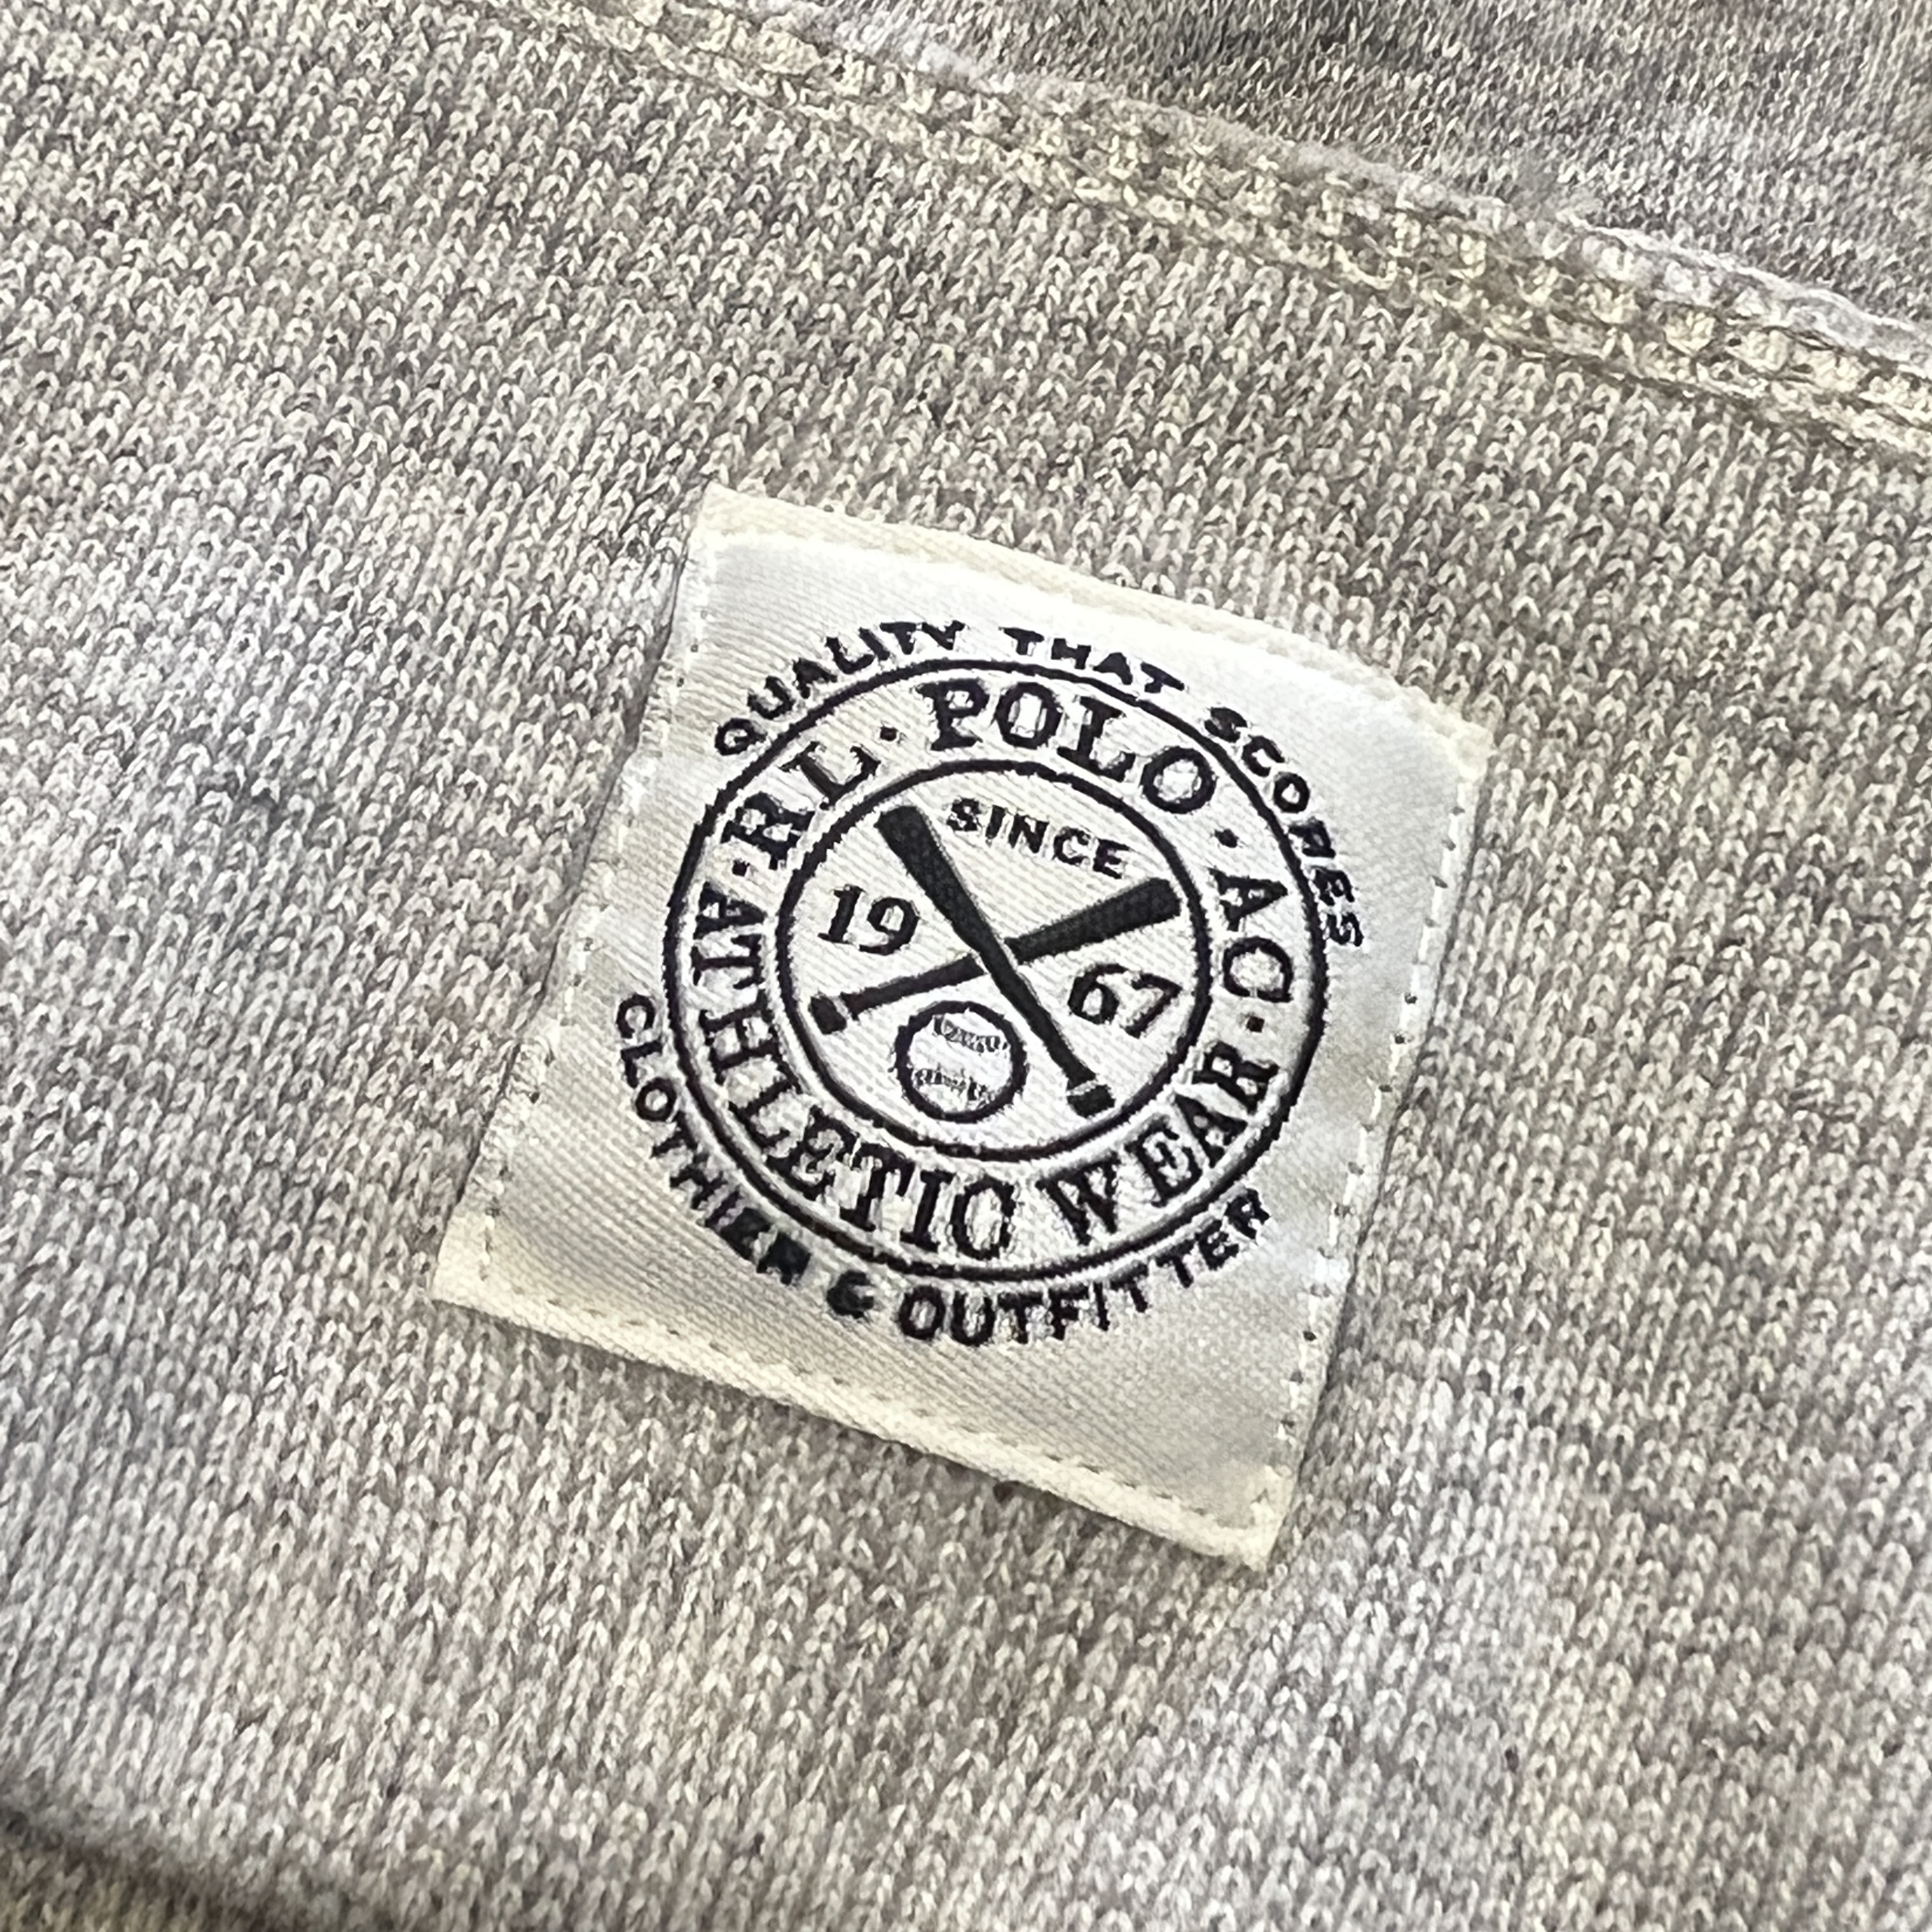 QUALITY THAT SCORES
RL · POLO · AC ·
ATHLETIC WEAR ·
SINCE
19 67
CLOTHIER & OUTFITTER